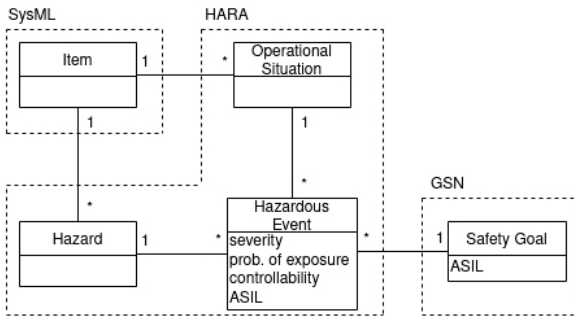 SysML
HARA
Item
1
*
Operational
Situation
1
1
*
*
GSN
Hazard
1
*
Hazardous
Event
severity
prob. of exposure
controllability
ASIL
*
1
Safety Goal
ASIL